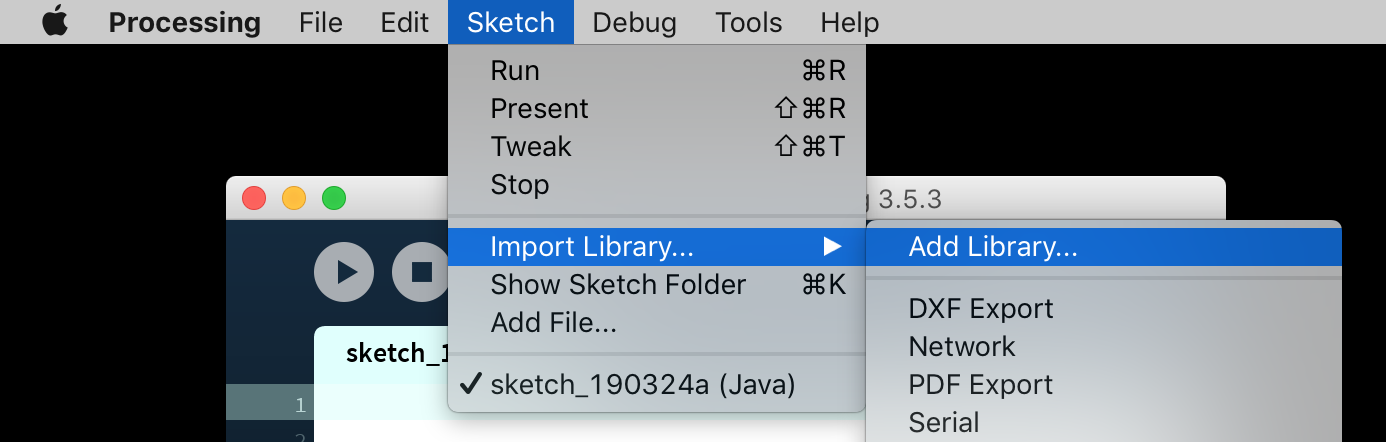 Processing File Edit Sketch Debug Tools Help
Run ⌘R
Present ⇧⌘R
Tweak ⇧⌘T
Stop
3.5.3
Import Library...
Show Sketch Folder ⌘K
Add File...
✓ sketch_190324a (Java)
Add Library...
DXF Export
Network
PDF Export
Serial
sketch_1
1
2